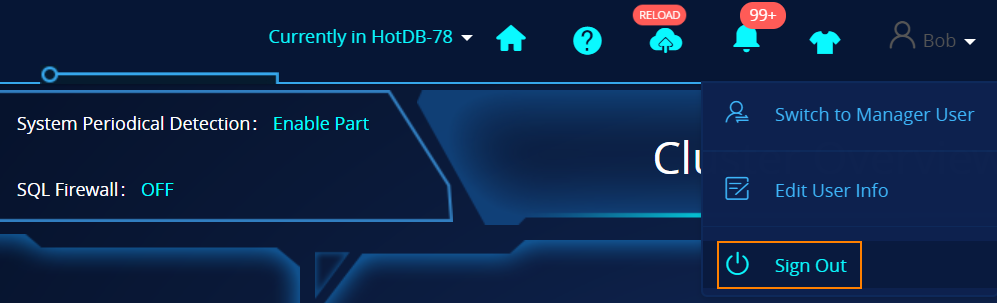 RELOAD
99+
Currently in HotDB-78
Bob
System Periodical Detection: Enable Part
Switch to Manager User
Clu
Edit User Info
SQL Firewall: OFF
Sign Out